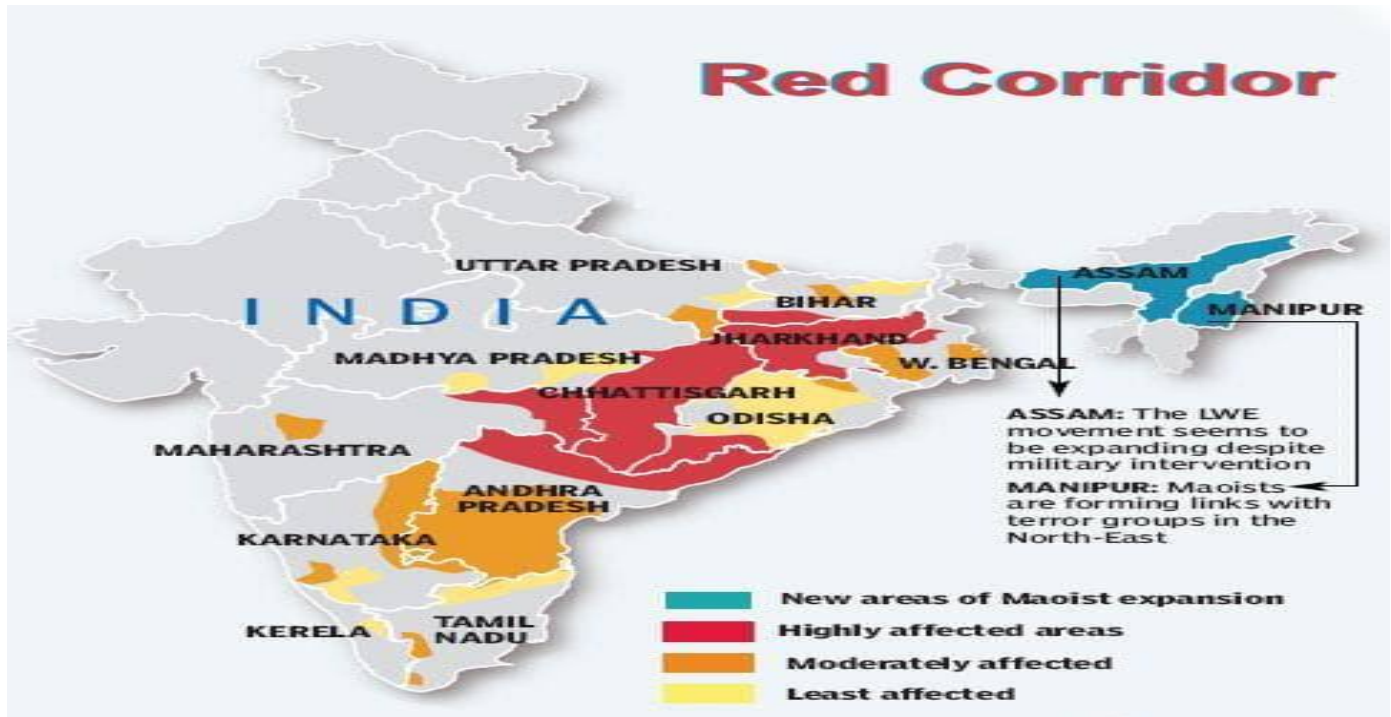 Red Corridor
UTTAR PRADESH
INDIA
BIHAR
ASSAM
MANIPUR
JHARKHAND
MADHYA PRADESH
W. BENGAL
CHHATTISGARH
ODISHA
MAHARASHTRA
ANDHRA
PRADESH
KARNATAKA
KERELA
TAMIL
NADU
ASSAM: The LWE
movement seems to
be expanding despite
military intervention
MANIPUR: Maoists
are forming links with
terror groups in the
North-East
New areas of Maoist expansion
Highly affected areas
Moderately affected
Least affected